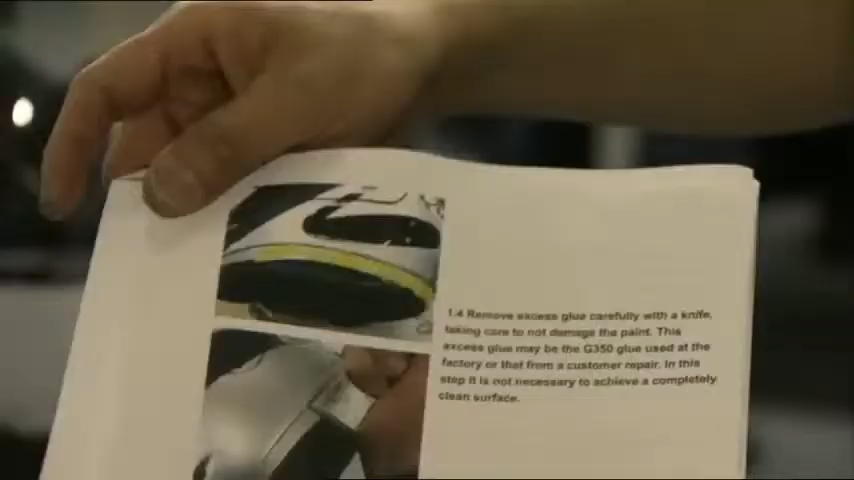 1.4 Remove excess glue carefully with a knife,
taking care to not damage the paint. This
excess glue may be the G350 glue used at the
factory or that from a customer repair. In this
step it is not necessary to achieve a completely
clean surface.